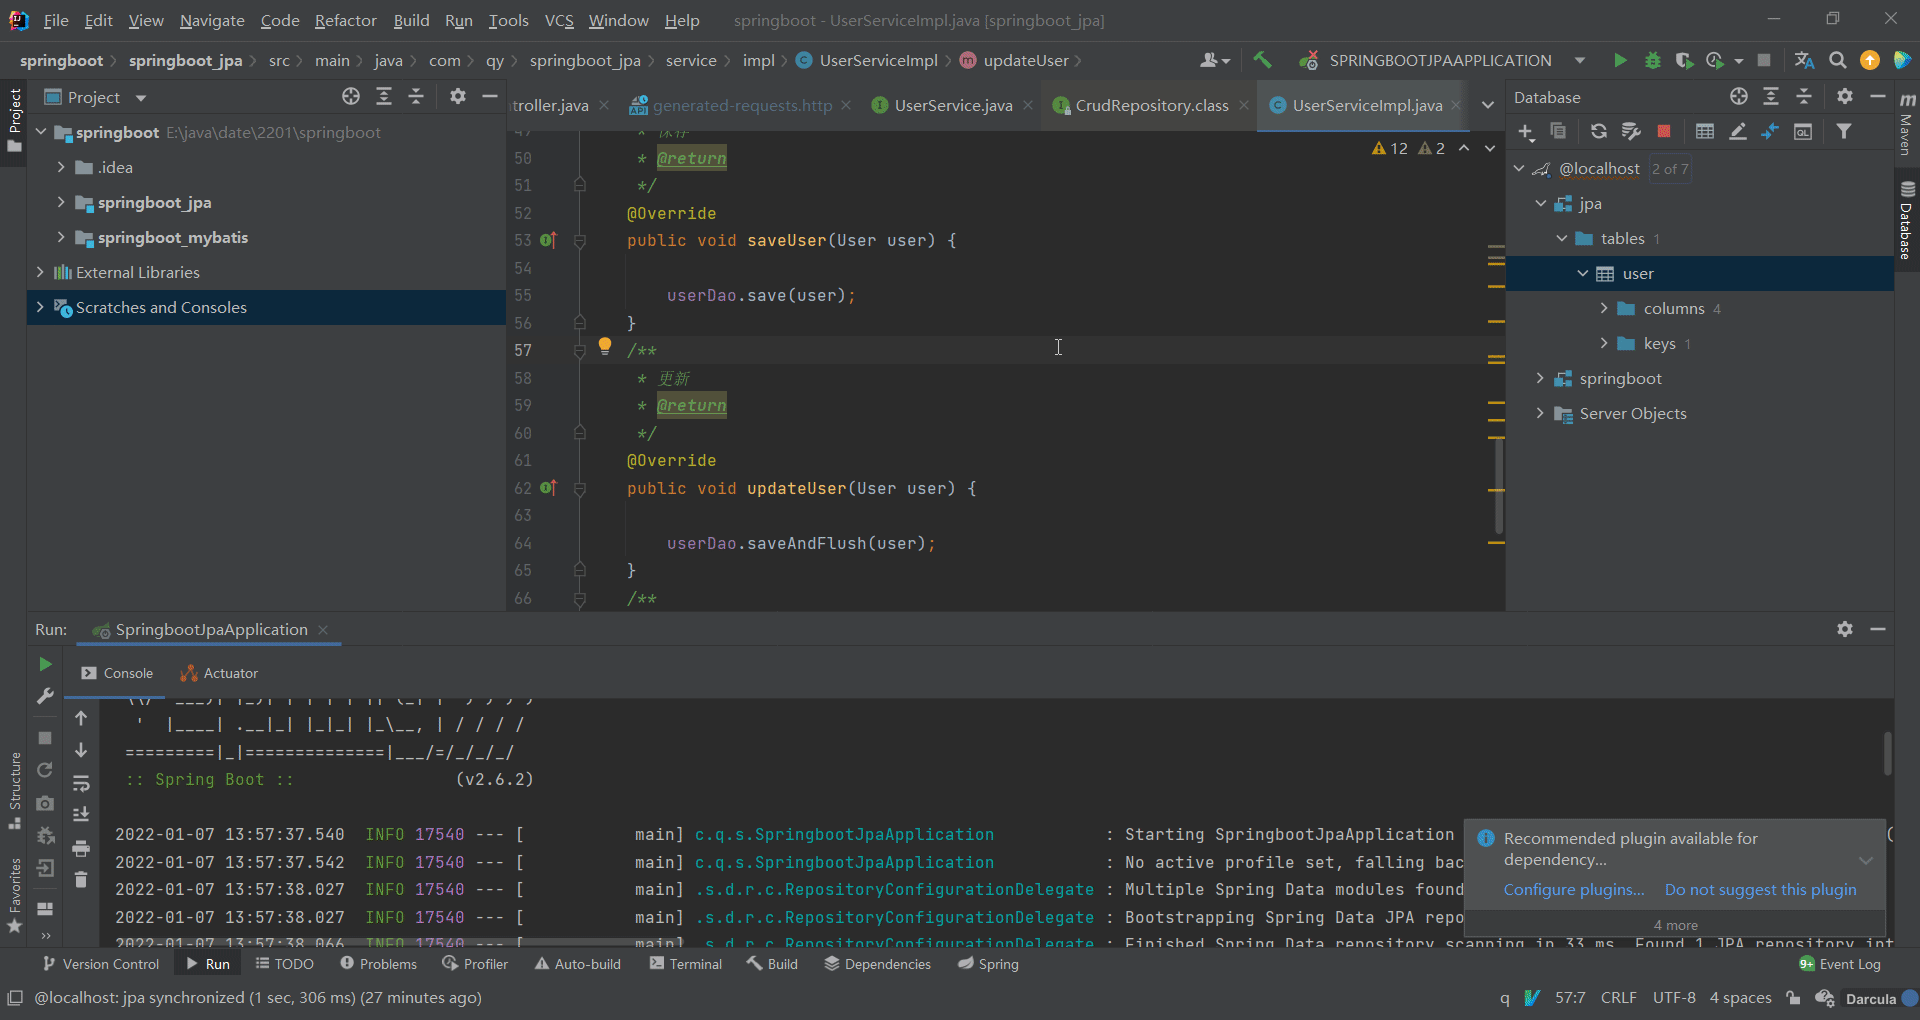 File Edit View Navigate Code Refactor Build Run Tools VCS Window Help springboot - UserServiceImpl.java [springboot_jpa]
springboot springboot_jpa src main java com qy springboot_jpa service impl UserServiceImpl updateUser SPRINGBOOTJPAAPPLICATION
Project
Project
troller.java generated-requests.http UserService.java CrudRepository.class UserServiceImpl.java
springboot E:\java\date\2201\springboot
.idea
springboot_jpa
springboot_mybatis
External Libraries
Scratches and Consoles
12 2
* 保存
50 * @return
51 */
52 @Override
53 public void saveUser(User user) {
54
55 userDao.save(user);
56 }
57 /**
58 * 更新
59 * @return
60 */
61 @Override
62 public void updateUser(User user) {
63
64 userDao.saveAndFlush(user);
65 }
66 /**
Database
@localhost 2 of 7
jpa
tables 1
user
columns 4
keys 1
springboot
Server Objects
Maven
Database
Run: SpringbootJpaApplication
Console Actuator
' |____| .__|_| |_|_| |_\__, | / / / /
=========|_|==============|___/=/_/_/_/
:: Spring Boot :: (v2.6.2)
2022-01-07 13:57:37.540 INFO 17540 --- [ main] c.q.s.SpringbootJpaApplication : Starting SpringbootJpaApplication
2022-01-07 13:57:37.542 INFO 17540 --- [ main] c.q.s.SpringbootJpaApplication : No active profile set, falling bac
2022-01-07 13:57:38.027 INFO 17540 --- [ main] .s.d.r.c.RepositoryConfigurationDelegate : Multiple Spring Data modules found
2022-01-07 13:57:38.027 INFO 17540 --- [ main] .s.d.r.c.RepositoryConfigurationDelegate : Bootstrapping Spring Data JPA repo
2022-01-07 13:57:38.066 INFO 17540 --- [ main] .s.d.r.c.RepositoryConfigurationDelegate : Finished Spring Data repository scanning in 33 ms. Found 1 JPA repository int
Recommended plugin available for
dependency...
Configure plugins... Do not suggest this plugin
4 more
Structure
Favorites
Version Control Run TODO Problems Profiler Auto-build Terminal Build Dependencies Spring 9+ Event Log
@localhost: jpa synchronized (1 sec, 306 ms) (27 minutes ago) q 57:7 CRLF UTF-8 4 spaces Darcula